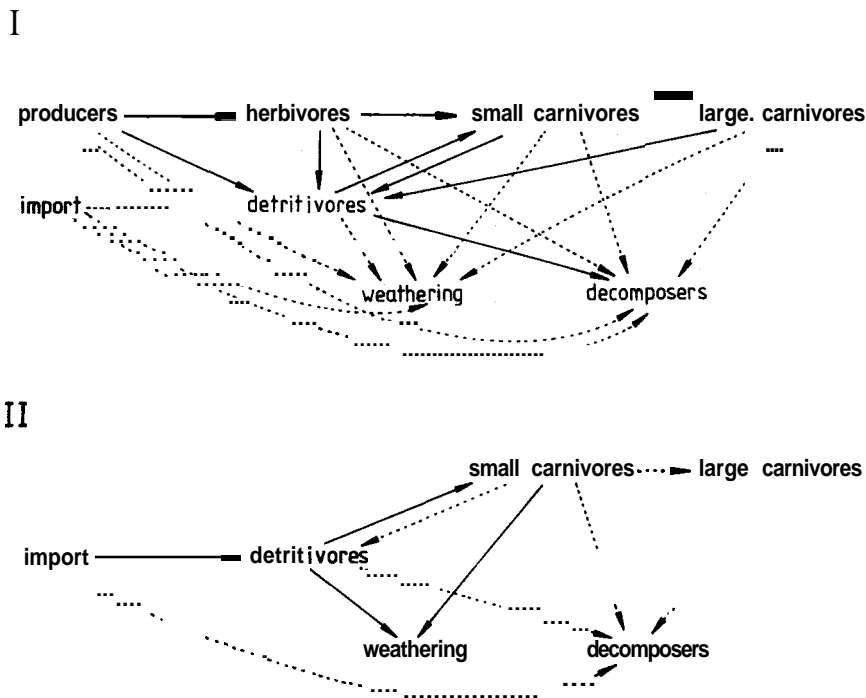 I
producers herbivores small carnivores large. carnivores
import detritivores
weathering decomposers
II
small carnivores large carnivores
import detritivores
weathering decomposers